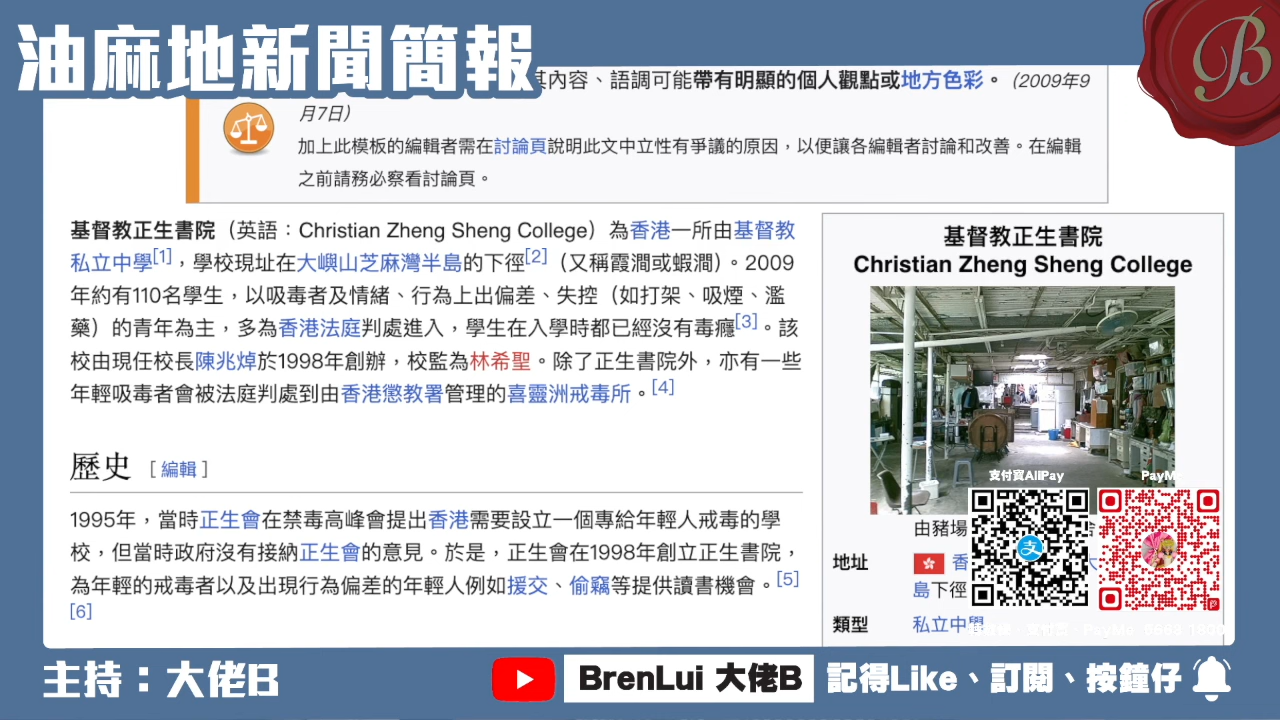 油麻地新聞簡報
其內容、語調可能帶有明顯的個人觀點或地方色彩。 (2009年9
月7日)
加上此模板的編輯者需在討論頁說明此文中立性有爭議的原因，以便讓各編輯者討論和改善。在編輯
之前請務必察看討論頁。
基督教正生書院（英語：Christian Zheng Sheng College）為香港一所由基督教
私立中學[1]，學校現址在大嶼山芝麻灣半島的下徑[2]（又稱霞澗或蝦澗）。2009
年約有110名學生，以吸毒者及情緒、行為上出偏差、失控（如打架、吸煙、濫
藥）的青年為主，多為香港法庭判處進入，學生在入學時都已經沒有毒癮[3]。該
校由現任校長陳兆焯於1998年創辦，校監為林希聖。除了正生書院外，亦有一些
年輕吸毒者會被法庭判處到由香港懲教署管理的喜靈洲戒毒所。[4]
歷史 [編輯]
1995年，當時正生會在禁毒高峰會提出香港需要設立一個專給年輕人戒毒的學
校，但當時政府沒有接納正生會的意見。於是，正生會在1998年創立正生書院，
為年輕的戒毒者以及出現行為偏差的年輕人例如援交、偷竊等提供讀書機會。[5]
[6]
基督教正生書院
Christian Zheng Sheng College
支付寶AliPay
PayM
由豬場
地址
香
島下徑
類型
私立中學
B
主持：大佬B
BrenLui 大佬B
記得Like、訂閱、按鐘仔